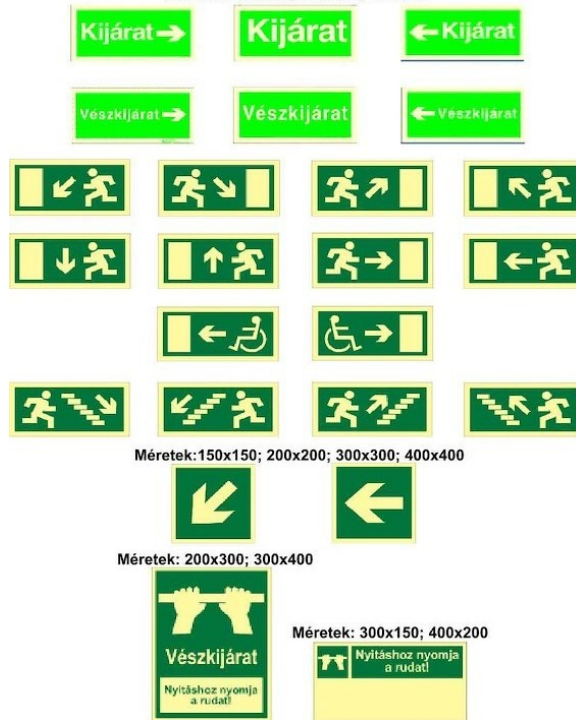 Kijárat
Kijárat
Kijárat
Vészkijárat
Vészkijárat
Vészkijárat
Méretek:150x150; 200x200; 300x300; 400x400
Méretek: 200x300; 300x400
Vészkijárat
Nyitáshoz nyomja
a rudat!
Méretek: 300x150; 400x200
Nyitáshoz nyomja
a rudat!